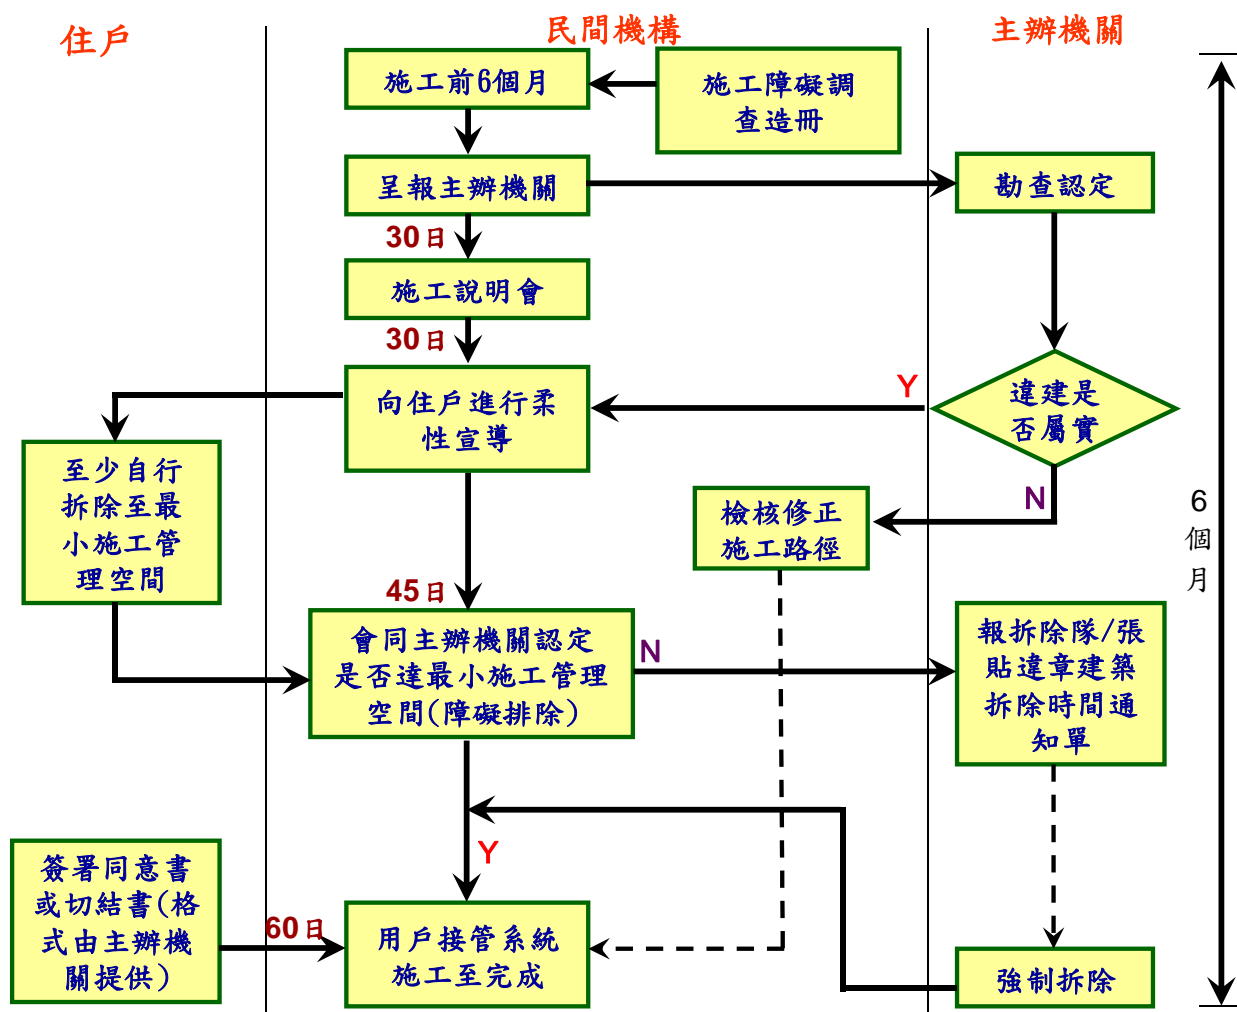 住戶
民間機構
主辦機關
施工前6個月
施工障礙調
查造冊
呈報主辦機關
勘查認定
30日
施工說明會
30日
向住戶進行柔
性宣導
Y
違建是
否屬實
N
至少自行
拆除至最
小施工管
理空間
檢核修正
施工路徑
6
個
月
45日
會同主辦機關認定
是否達最小施工管理
空間(障礙排除)
N
報拆除隊/張
貼違章建築
拆除時間通
知單
Y
簽署同意書
或切結書(格
式由主辦機
關提供)
60日
用戶接管系統
施工至完成
強制拆除